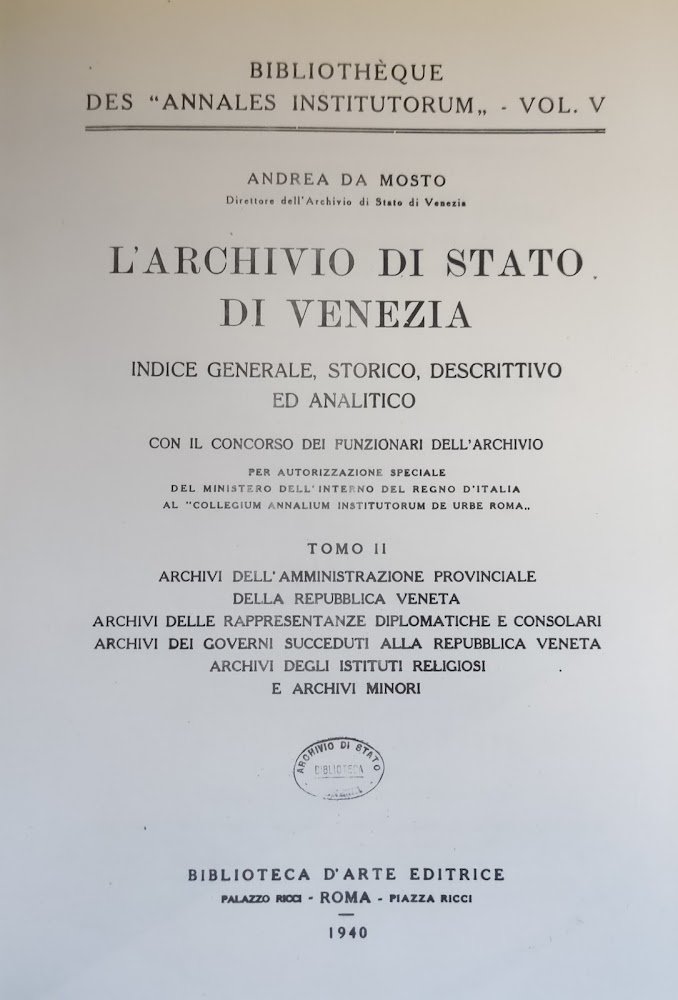 BIBLIOTHÈQUE
DES "ANNALES INSTITUTORUM„ - VOL. V
ANDREA DA MOSTO
Direttore dell'Archivio di Stato di Venezia
L'ARCHIVIO DI STATO
DI VENEZIA
INDICE GENERALE, STORICO, DESCRITTIVO
ED ANALITICO
CON IL CONCORSO DEI FUNZIONARI DELL'ARCHIVIO
PER AUTORIZZAZIONE SPECIALE
DEL MINISTERO DELL'INTERNO DEL REGNO D'ITALIA
AL "COLLEGIUM ANNALIUM INSTITUTORUM DE URBE ROMA„
TOMO II
ARCHIVI DELL'AMMINISTRAZIONE PROVINCIALE
DELLA REPUBBLICA VENETA
ARCHIVI DELLE RAPPRESENTANZE DIPLOMATICHE E CONSOLARI
ARCHIVI DEI GOVERNI SUCCEDUTI ALLA REPUBBLICA VENETA
ARCHIVI DEGLI ISTITUTI RELIGIOSI
E ARCHIVI MINORI
ARCHIVIO DI STATO
BIBLIOTECA
BIBLIOTECA D'ARTE EDITRICE
PALAZZO RICCI - ROMA - PIAZZA RICCI
1940